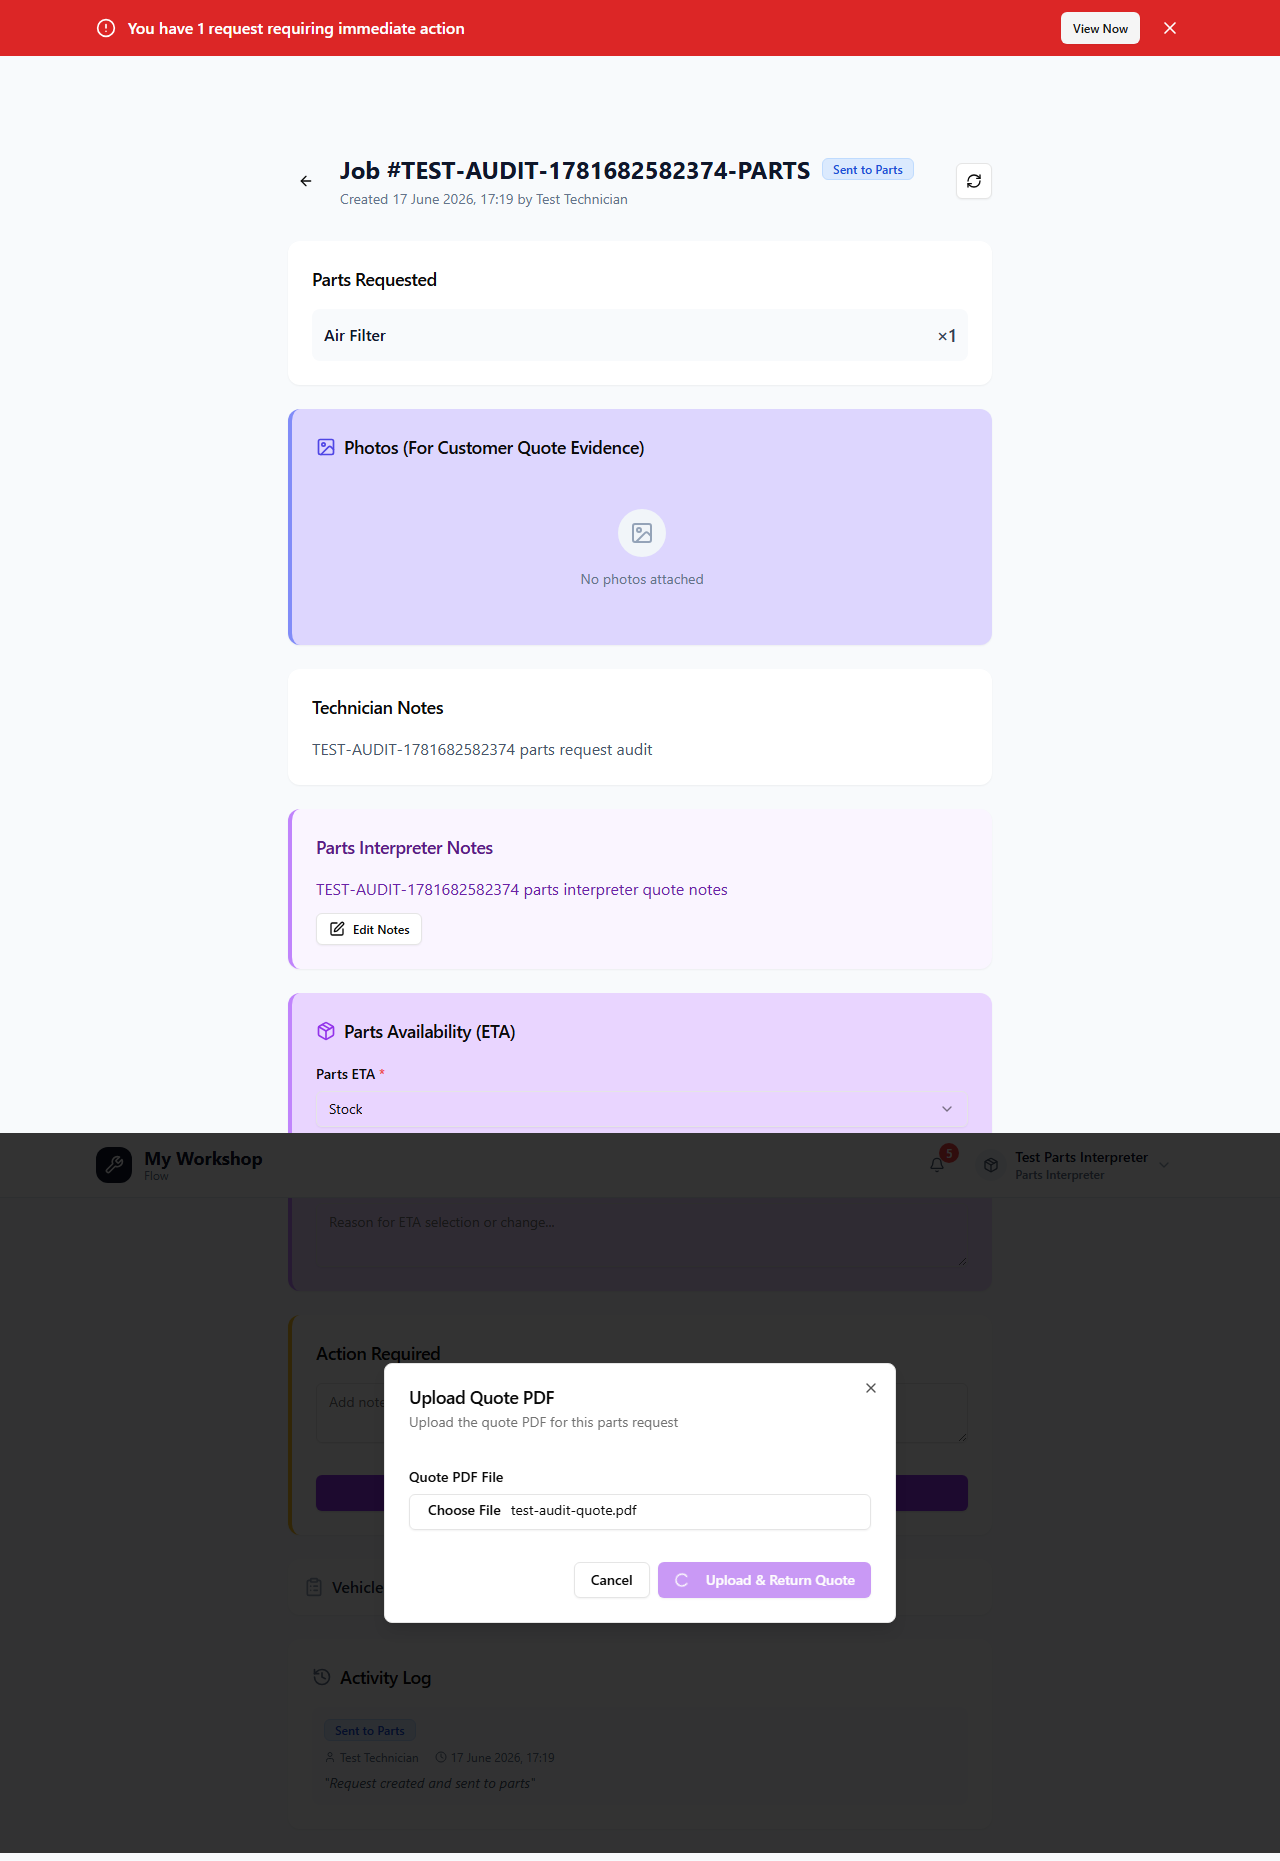 You have 1 request requiring immediate action
View Now
Job #TEST-AUDIT-1781682582374-PARTS
Sent to Parts
Created 17 June 2026, 17:19 by Test Technician
Parts Requested
Air Filter
×1
Photos (For Customer Quote Evidence)
No photos attached
Technician Notes
TEST-AUDIT-1781682582374 parts request audit
Parts Interpreter Notes
TEST-AUDIT-1781682582374 parts interpreter quote notes
Edit Notes
Parts Availability (ETA)
Parts ETA *
Stock
My Workshop
Flow
5
Test Parts Interpreter
Parts Interpreter
Reason for ETA selection or change...
Action Required
Add note
Upload Quote PDF
Upload the quote PDF for this parts request
Quote PDF File
Choose File test-audit-quote.pdf
Cancel
Upload & Return Quote
Vehicle
Activity Log
Sent to Parts
Test Technician
17 June 2026, 17:19
"Request created and sent to parts"